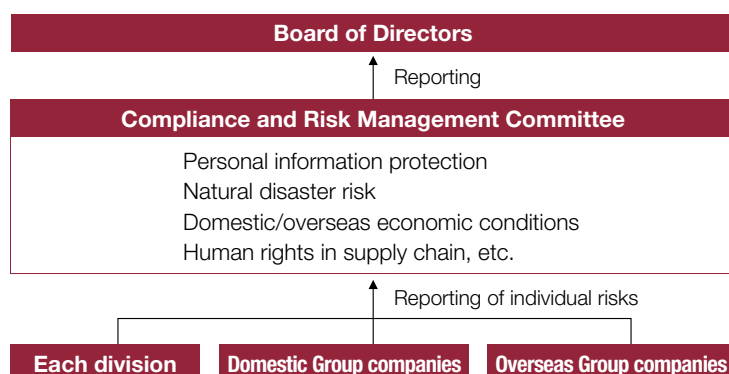 Board of Directors
Reporting
Compliance and Risk Management Committee
Personal information protection
Natural disaster risk
Domestic/overseas economic conditions
Human rights in supply chain, etc.
Reporting of individual risks
Each division
Domestic Group companies
Overseas Group companies